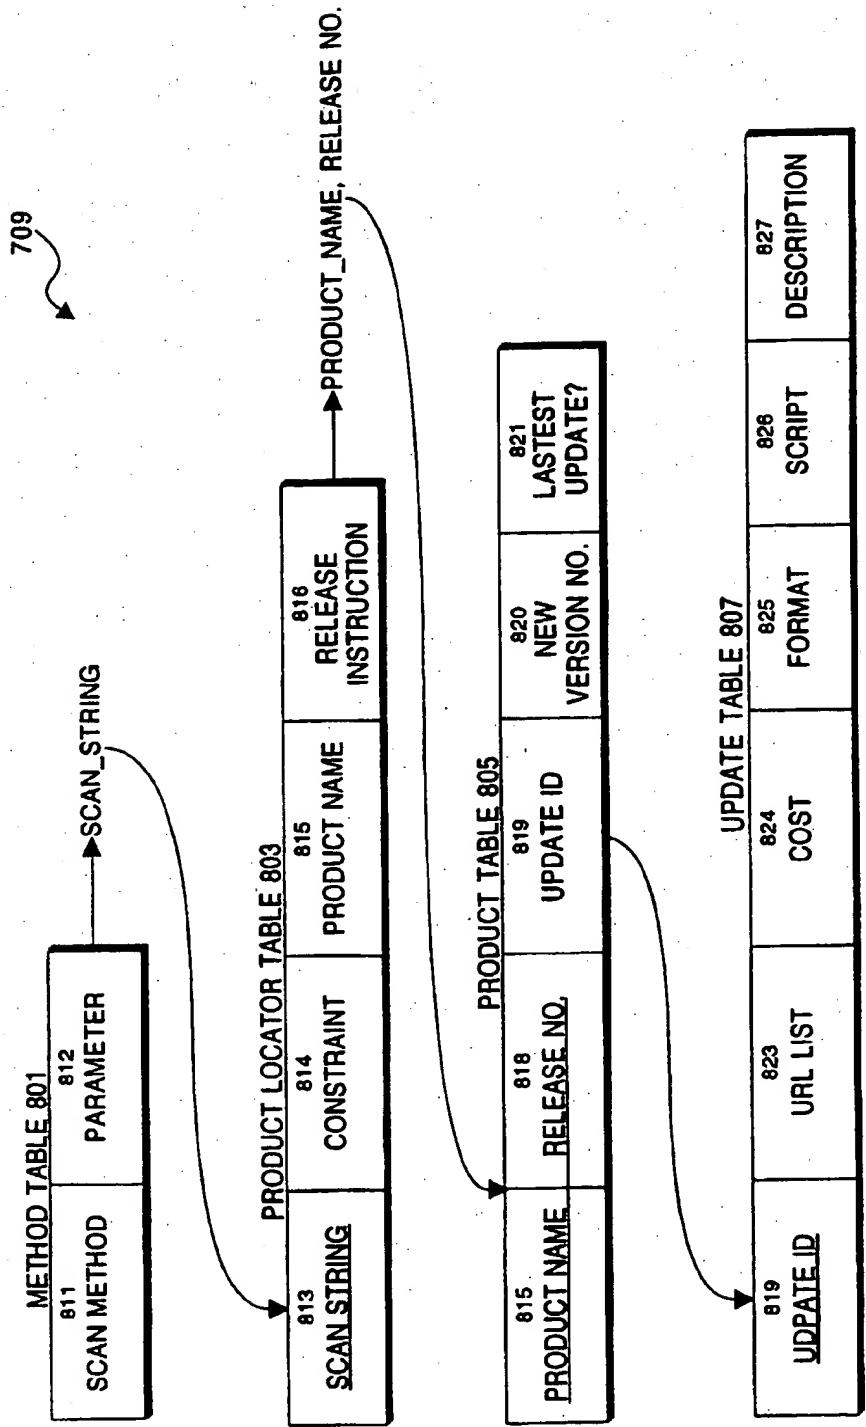 709
METHOD TABLE 801
811
SCAN METHOD
812
PARAMETER
SCAN_STRING
PRODUCT LOCATOR TABLE 803
813
SCAN STRING
814
CONSTRAINT
815
PRODUCT NAME
816
RELEASE
INSTRUCTION
PRODUCT_NAME, RELEASE NO.
PRODUCT TABLE 805
815
PRODUCT NAME
818
RELEASE NO.
819
UPDATE ID
820
NEW
VERSION NO.
821
LASTEST
UPDATE?
UPDATE TABLE 807
819
UDPATE ID
823
URL LIST
824
COST
825
FORMAT
826
SCRIPT
827
DESCRIPTION